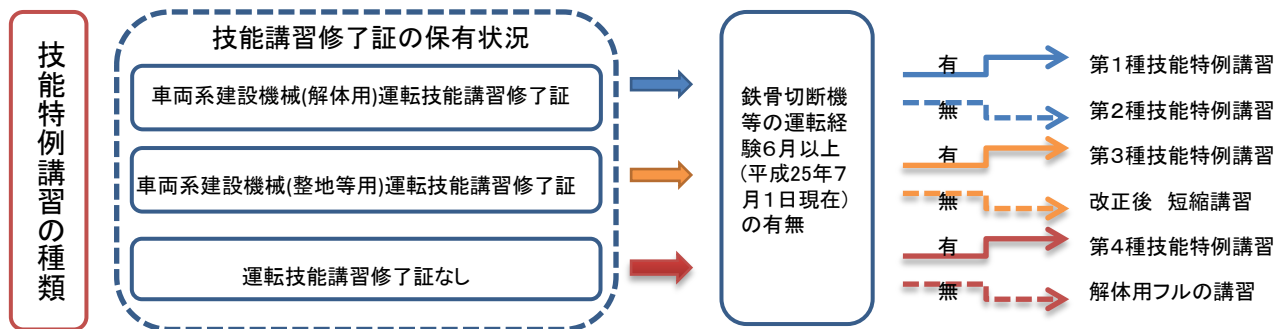 技能特例講習の種類
技能講習修了証の保有状況
車両系建設機械(解体用)運転技能講習修了証
車両系建設機械(整地等用)運転技能講習修了証
運転技能講習修了証なし
鉄骨切断機
等の運転経
験6月以上
(平成25年7
月1日現在)
の有無
有 第1種技能特例講習
無 第2種技能特例講習
有 第3種技能特例講習
無 改正後 短縮講習
有 第4種技能特例講習
無 解体用フルの講習